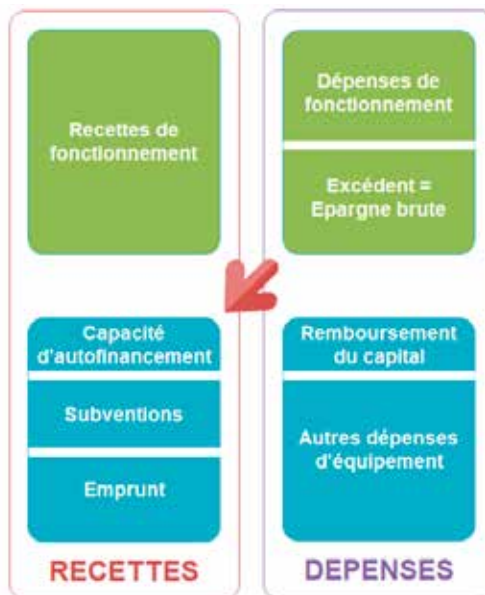 Recettes de
fonctionnement
Dépenses de
fonctionnement
Excédent =
Epargne brute
Capacité
d'autofinancement
Subventions
Emprunt
RECETTES
Remboursement
du capital
Autres dépenses
d'équipement
DEPENSES